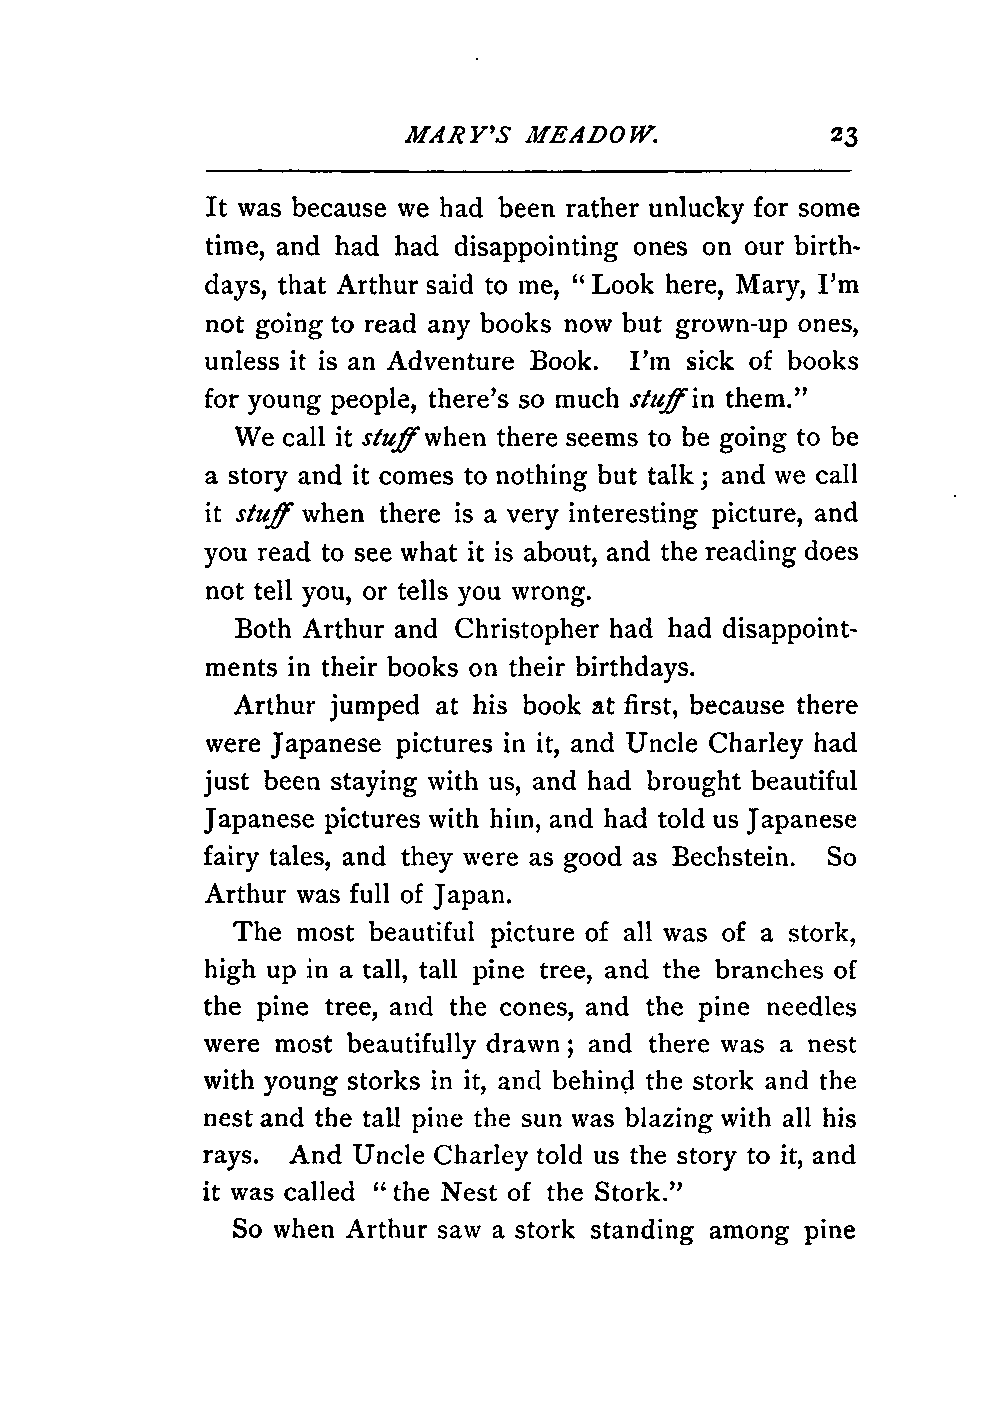 MARY'S MEADOW. 23
It was because we had been rather unlucky for some
time, and had had disappointing ones on our birth-
days, that Arthur said to me, “Look here, Mary, I'm
not going to read any books now but grown-up ones,
unless it is an Adventure Book. I'm sick of books
for young people, there's so much stuff in them.”
We call it stuff when there seems to be going to be
a story and it comes to nothing but talk; and we call
it stuff when there is a very interesting picture, and
you read to see what it is about, and the reading does
not tell you, or tells you wrong.
Both Arthur and Christopher had had disappoint-
ments in their books on their birthdays.
Arthur jumped at his book at first, because there
were Japanese pictures in it, and Uncle Charley had
just been staying with us, and had brought beautiful
Japanese pictures with him, and had told us Japanese
fairy tales, and they were as good as Bechstein. So
Arthur was full of Japan.
The most beautiful picture of all was of a stork,
high up in a tall, tall pine tree, and the branches of
the pine tree, and the cones, and the pine needles
were most beautifully drawn; and there was a nest
with young storks in it, and behind the stork and the
nest and the tall pine the sun was blazing with all his
rays. And Uncle Charley told us the story to it, and
it was called “the Nest of the Stork.”
So when Arthur saw a stork standing among pine